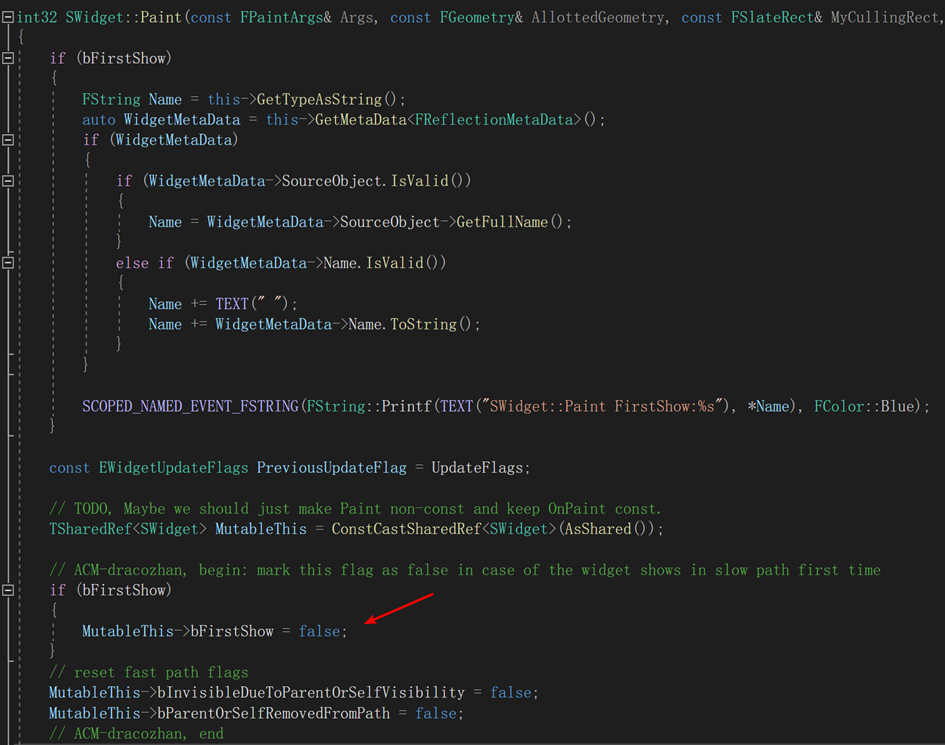 int32 SWidget::Paint(const FPaintArgs& Args, const FGeometry& AllottedGeometry, const FSlateRect& MyCullingRect,
{
if (bFirstShow)
{
FString Name = this->GetTypeAsString();
auto WidgetMetaData = this->GetMetaData<FReflectionMetaData>();
if (WidgetMetaData)
{
if (WidgetMetaData->SourceObject.IsValid())
{
Name = WidgetMetaData->SourceObject->GetFullName();
}
else if (WidgetMetaData->Name.IsValid())
{
Name += TEXT(" ");
Name += WidgetMetaData->Name.ToString();
}
}
SCOPED_NAMED_EVENT_FSTRING(FString::Printf(TEXT("SWidget::Paint FirstShow:%s"), *Name), FColor::Blue);
}
const EWidgetUpdateFlags PreviousUpdateFlag = UpdateFlags;
// TODO, Maybe we should just make Paint non-const and keep OnPaint const.
TSharedRef<SWidget> MutableThis = ConstCastSharedRef<SWidget>(AsShared());
// ACM-dracozhan, begin: mark this flag as false in case of the widget shows in slow path first time
if (bFirstShow)
{
MutableThis->bFirstShow = false;
}
// reset fast path flags
MutableThis->bInvisibleDueToParentOrSelfVisibility = false;
MutableThis->bParentOrSelfRemovedFromPath = false;
// ACM-dracozhan, end